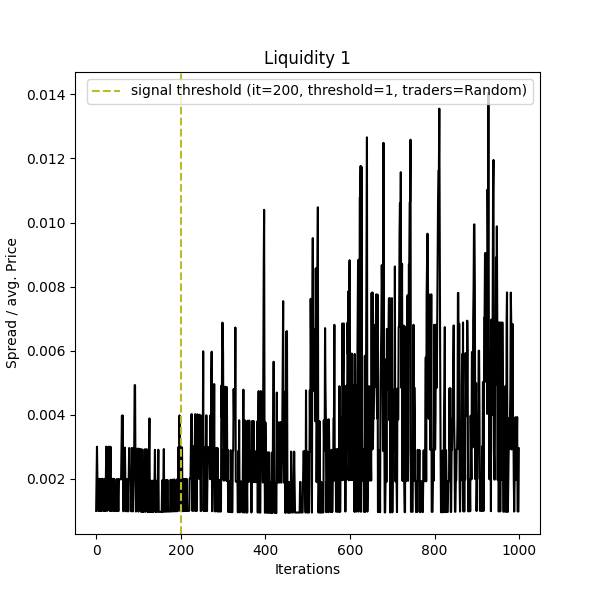 Liquidity 1
signal threshold (it=200, threshold=1, traders=Random)
0.014
0.012
0.010
0.008
0.006
0.004
0.002
Spread / avg. Price
0 200 400 600 800 1000
Iterations